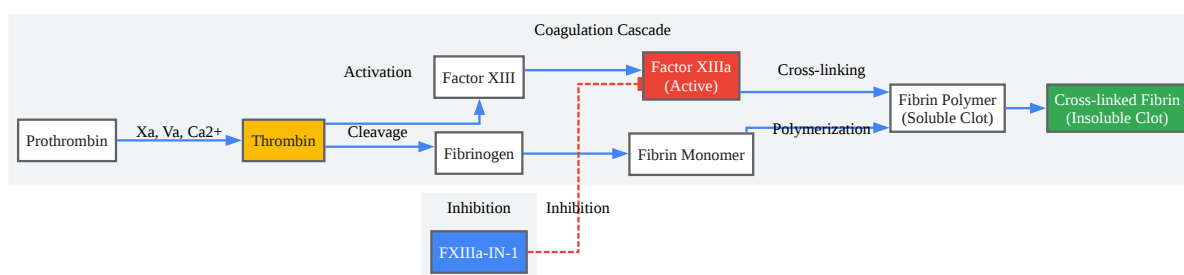 Coagulation Cascade
Activation
Factor XIII
Factor XIIIa
(Active)
Cross-linking
Fibrin Polymer
(Soluble Clot)
Cross-linked Fibrin
(Insoluble Clot)
Prothrombin
Xa, Va, Ca2+
Thrombin
Cleavage
Fibrinogen
Fibrin Monomer
Polymerization
Inhibition
Inhibition
FXIIIa-IN-1